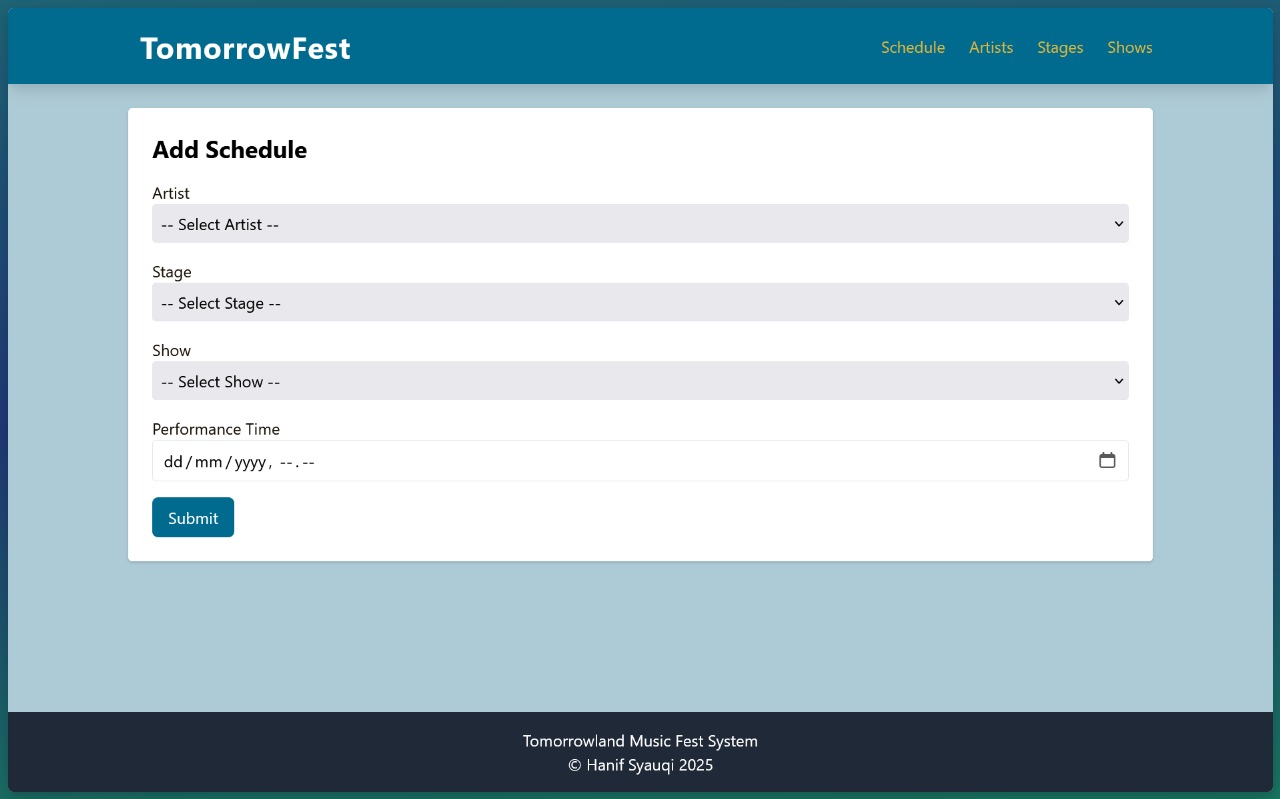 TomorrowFest
Schedule Artists Stages Shows
Add Schedule
Artist
-- Select Artist --
Stage
-- Select Stage --
Show
-- Select Show --
Performance Time
dd/mm/yyyy, --.--
Submit
Tomorrowland Music Fest System
© Hanif Syauqi 2025